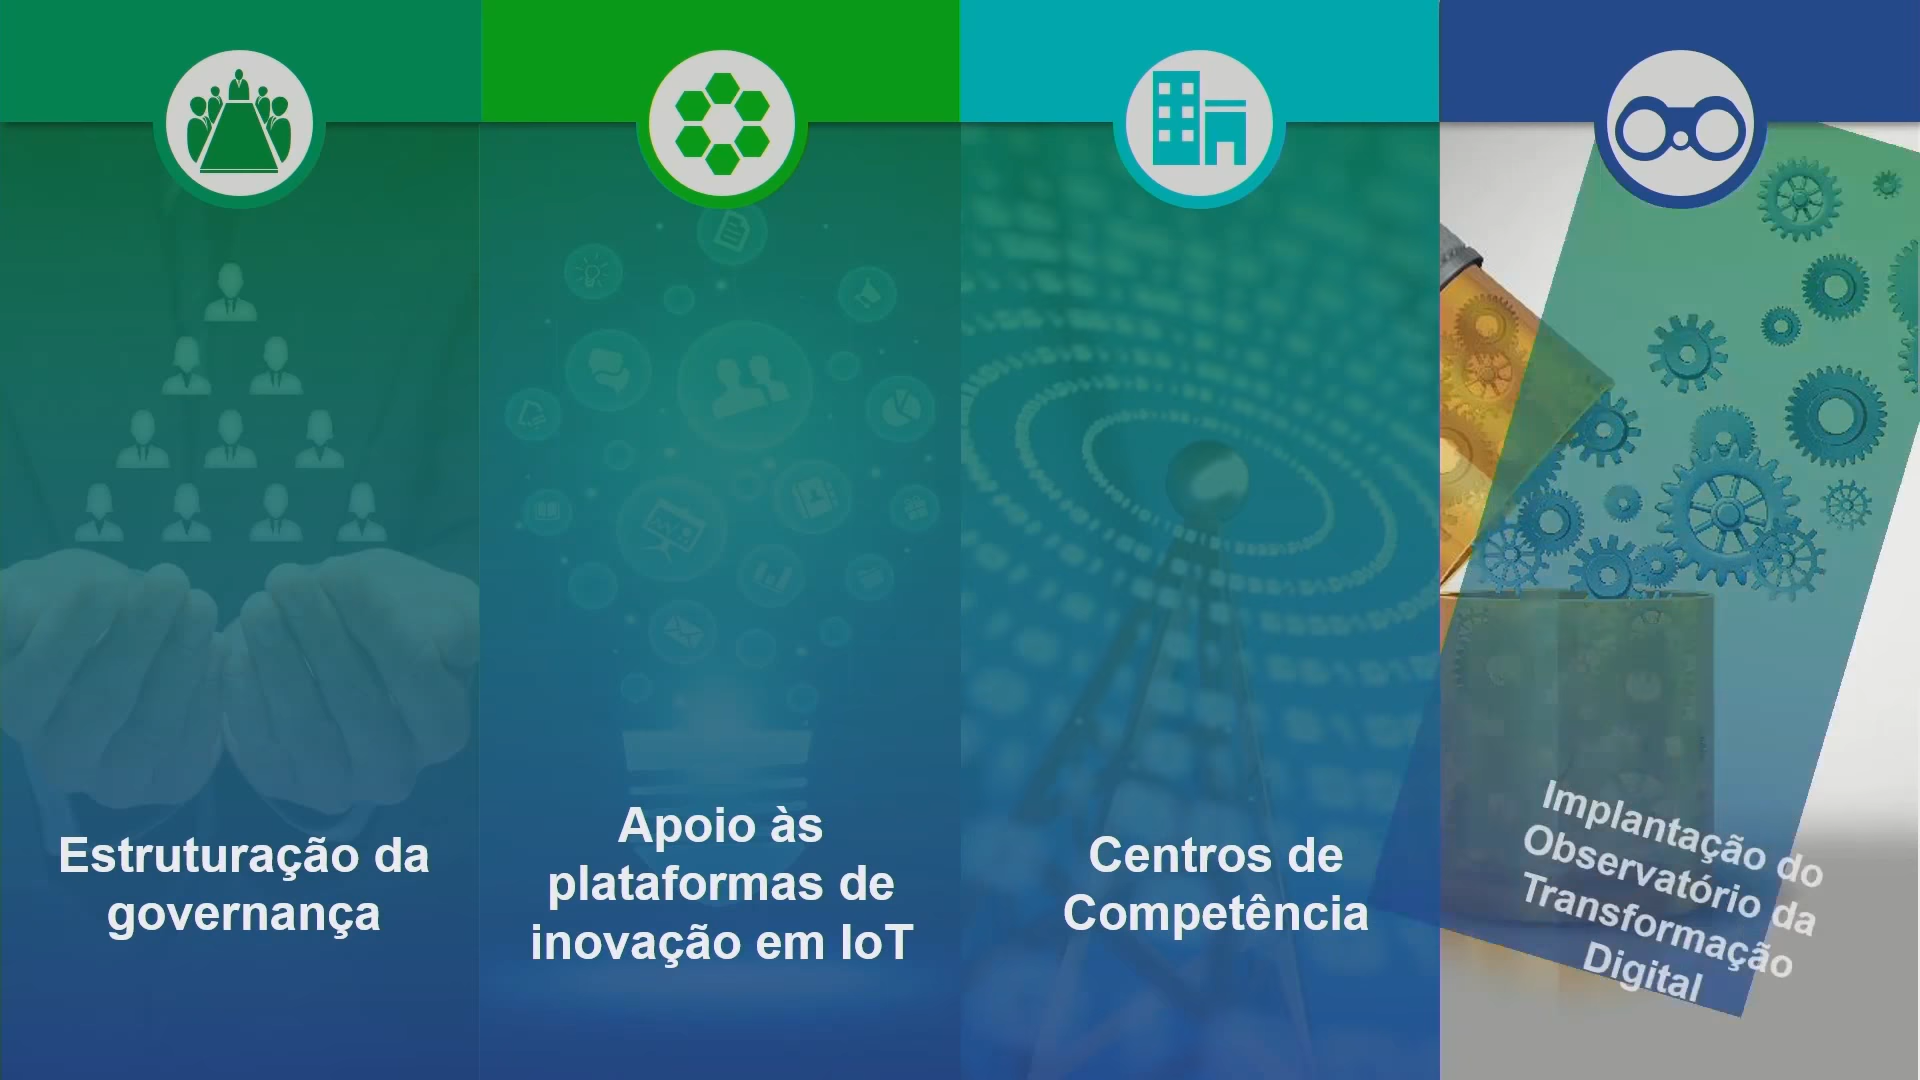 Estruturação da
governança
Apoio às
plataformas de
inovação em IoT
Centros de
Competência
Implantação do
Observatório da
Transformação
Digital